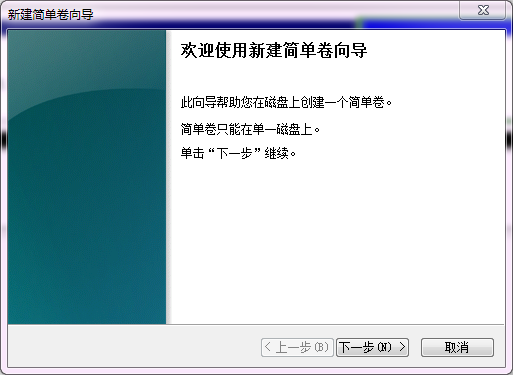 新建简单卷向导
欢迎使用新建简单卷向导
此向导帮助您在磁盘上创建一个简单卷。
简单卷只能在单一磁盘上。
单击“下一步”继续。
< 上一步(B)
下一步(N) >
取消